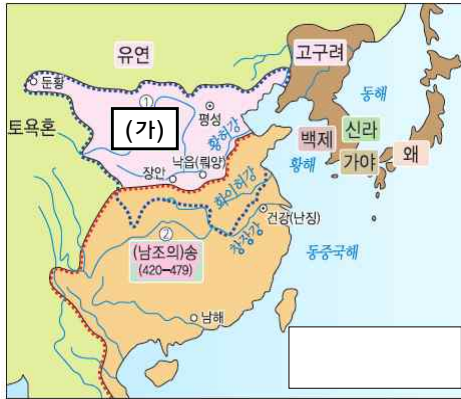 유연
고구려
둔황
①
동해
토욕혼
(가)
평성
황허강
백제
신라
왜
가야
황해
장안
낙읍(뤄양)
화이허강
②
건강(난징)
(남조의)송
(420-479)
창장강
동중국해
남해